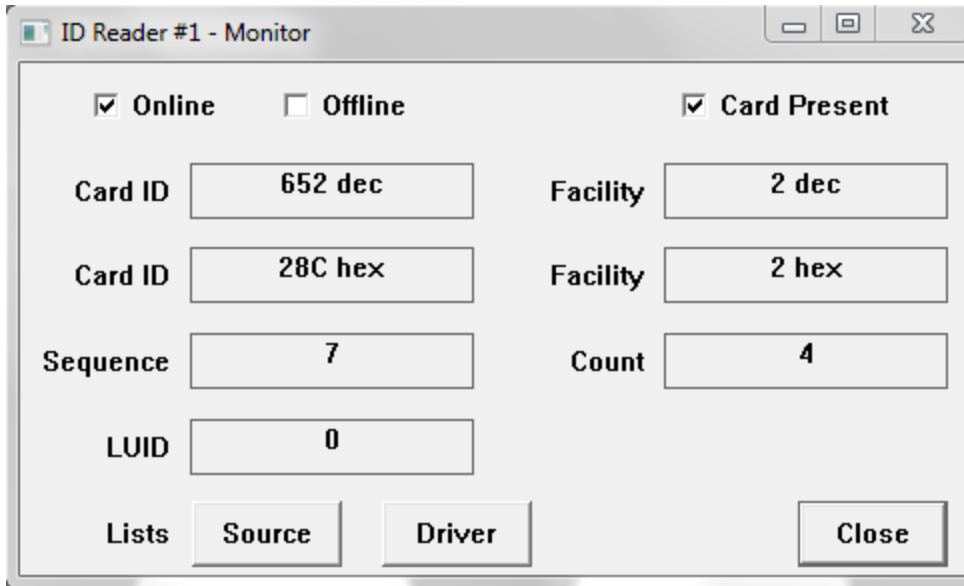 ID Reader #1 - Monitor
Online Offline Card Present
Card ID 652 dec Facility 2 dec
Card ID 28C hex Facility 2 hex
Sequence 7 Count 4
LUID 0
Lists Source Driver Close